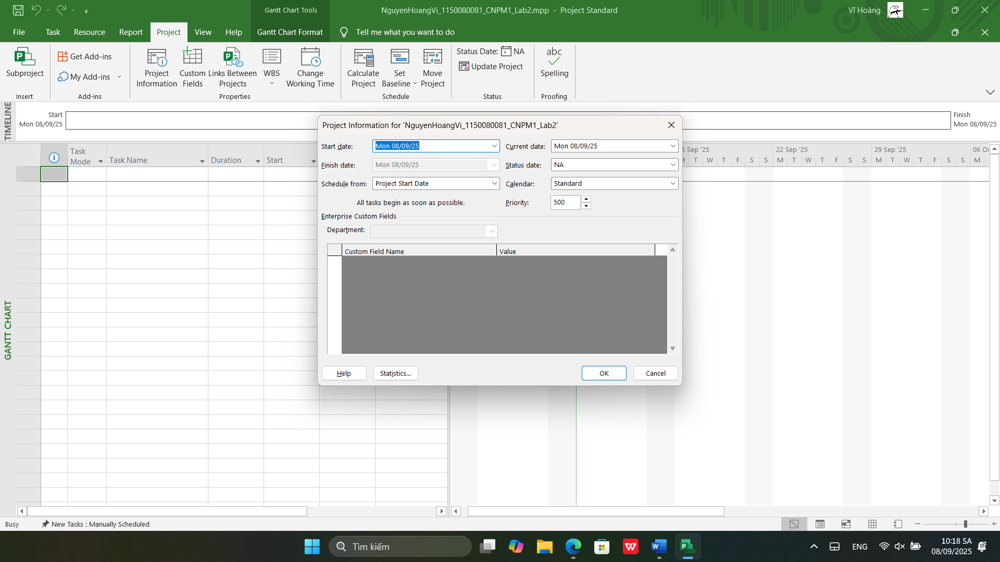 Gantt Chart Tools
NguyenHoangVi_1150080081_CNPM1_Lab2.mpp - Project Standard
Vĩ Hoàng
File Task Resource Report Project View Help Gantt Chart Format Tell me what you want to do
Subproject
Insert
Get Add-ins
My Add-ins
Add-ins
Project Information
Custom Fields
Links Between Projects
WBS
Change Working Time
Properties
Calculate Project
Set Baseline
Move Project
Schedule
Status Date: NA
Update Project
Status
abc
Spelling
Proofing
TIMELINE
Start
Mon 08/09/25
Finish
Mon 08/09/25
Task Mode
Task Name
Duration
Start
Sep '25
22 Sep '25
29 Sep '25
T W T F S S M T W T F S S M T W T F S S M
GANTT CHART
Project Information for 'NguyenHoangVi_1150080081_CNPM1_Lab2'
Start date: Mon 08/09/25
Current date: Mon 08/09/25
Finish date: Mon 08/09/25
Status date: NA
Schedule from: Project Start Date
Calendar: Standard
All tasks begin as soon as possible.
Priority: 500
Enterprise Custom Fields
Department:
Custom Field Name
Value
Help
Statistics...
OK
Cancel
Busy
New Tasks : Manually Scheduled
Tìm kiếm
ENG
10:18 SA
08/09/2025